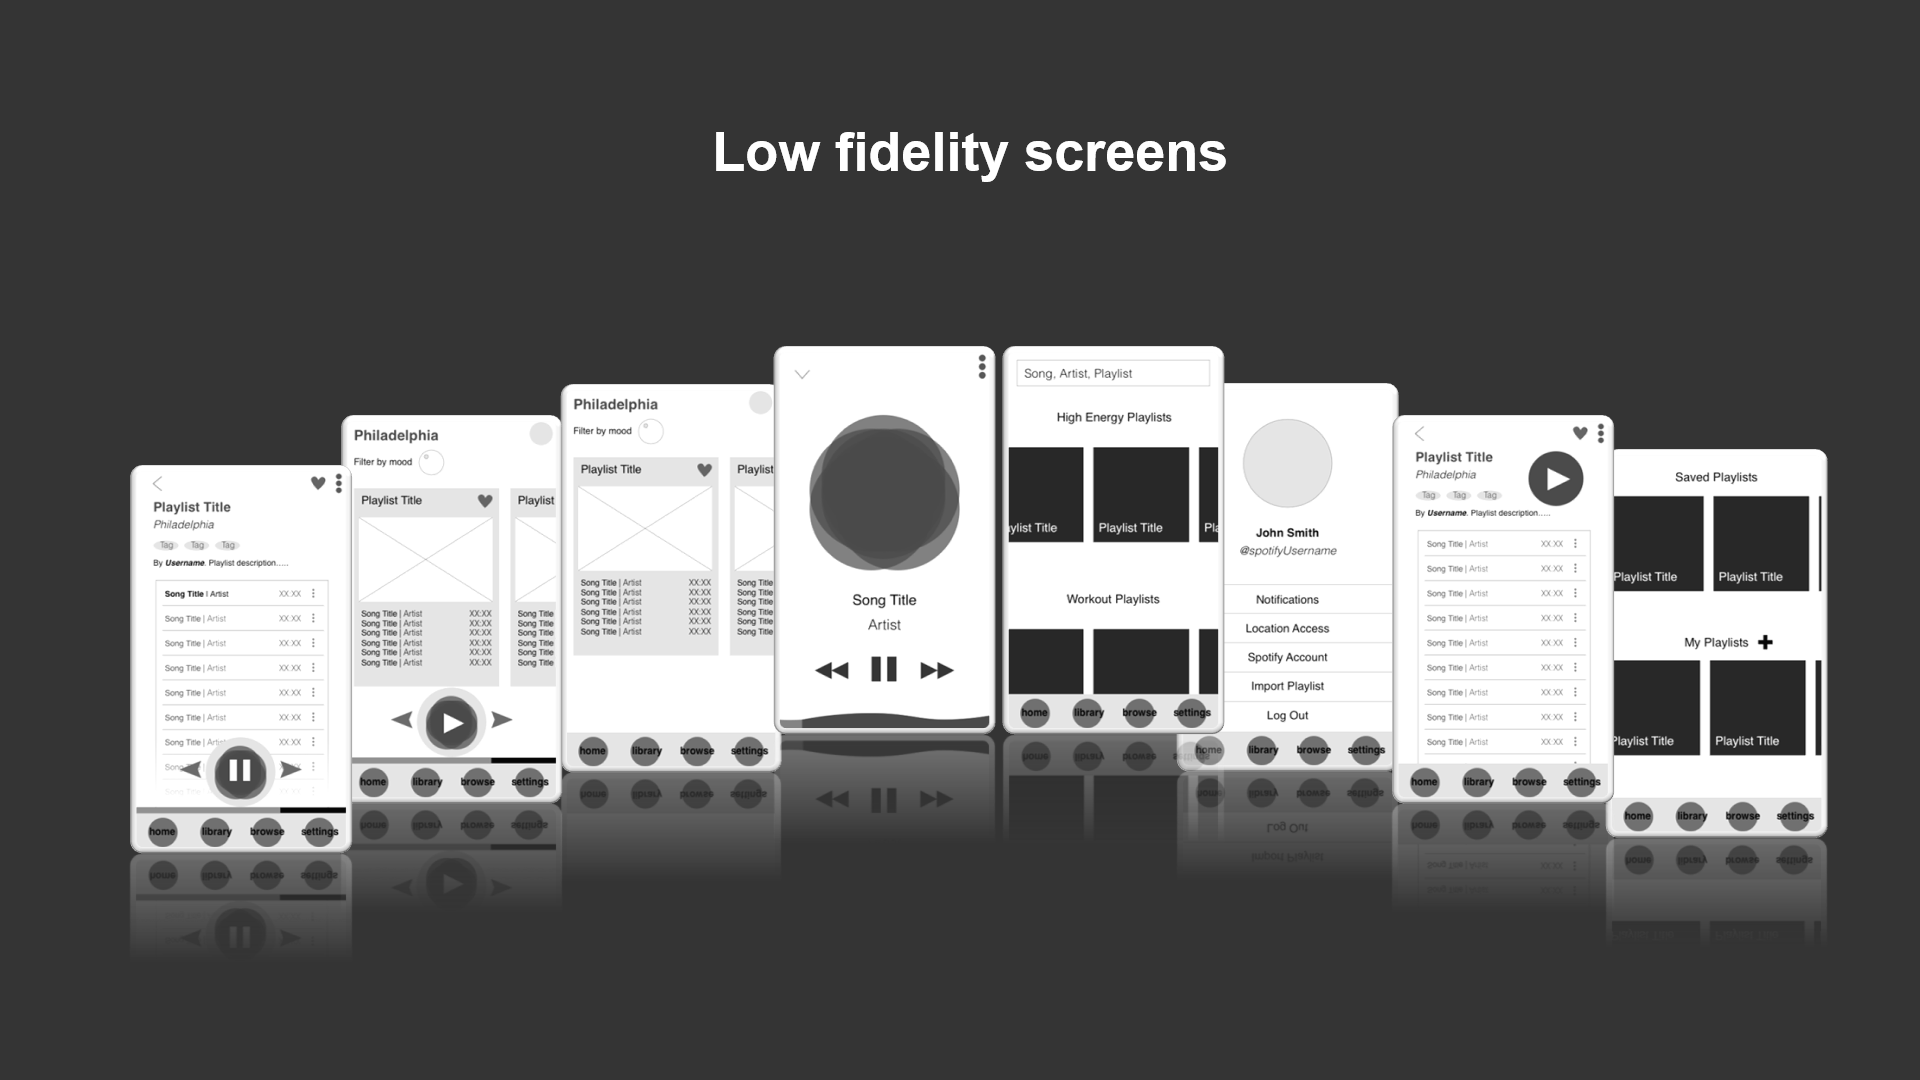 Low fidelity screens
Playlist Title
Philadelphia
Tag Tag Tag
By Username. Playlist description.....
Song Title | Artist XX:XX
Song Title | Artist XX:XX
Song Title | Artist XX:XX
Song Title | Artist XX:XX
Song Title | Artist XX:XX
Song Title | Artist XX:XX
Song Title | Artist XX:XX
home library browse settings
Philadelphia
Filter by mood
Playlist Title Playlist
Song Title | Artist XX:XX Song Title
Song Title | Artist XX:XX Song Title
Song Title | Artist XX:XX Song Title
Song Title | Artist XX:XX Song Title
Song Title | Artist XX:XX Song Title
Song Title | Artist XX:XX Song Title
home library browse settings
Philadelphia
Filter by mood
Playlist Title Playlist
Song Title | Artist XX:XX Song Title
Song Title | Artist XX:XX Song Title
Song Title | Artist XX:XX Song Title
Song Title | Artist XX:XX Song Title
Song Title | Artist XX:XX Song Title
Song Title | Artist XX:XX Song Title
home library browse settings
Song Title
Artist
Song, Artist, Playlist
High Energy Playlists
ylist Title Playlist Title Pla
Workout Playlists
home library browse settings
John Smith
@spotifyUsername
Notifications
Location Access
Spotify Account
Import Playlist
Log Out
home library browse settings
Playlist Title
Philadelphia
Tag Tag Tag
By Username. Playlist description.....
Song Title | Artist XX:XX
Song Title | Artist XX:XX
Song Title | Artist XX:XX
Song Title | Artist XX:XX
Song Title | Artist XX:XX
Song Title | Artist XX:XX
Song Title | Artist XX:XX
Song Title | Artist XX:XX
Song Title | Artist XX:XX
home library browse settings
Saved Playlists
Playlist Title Playlist Title
My Playlists
Playlist Title Playlist Title
home library browse settings